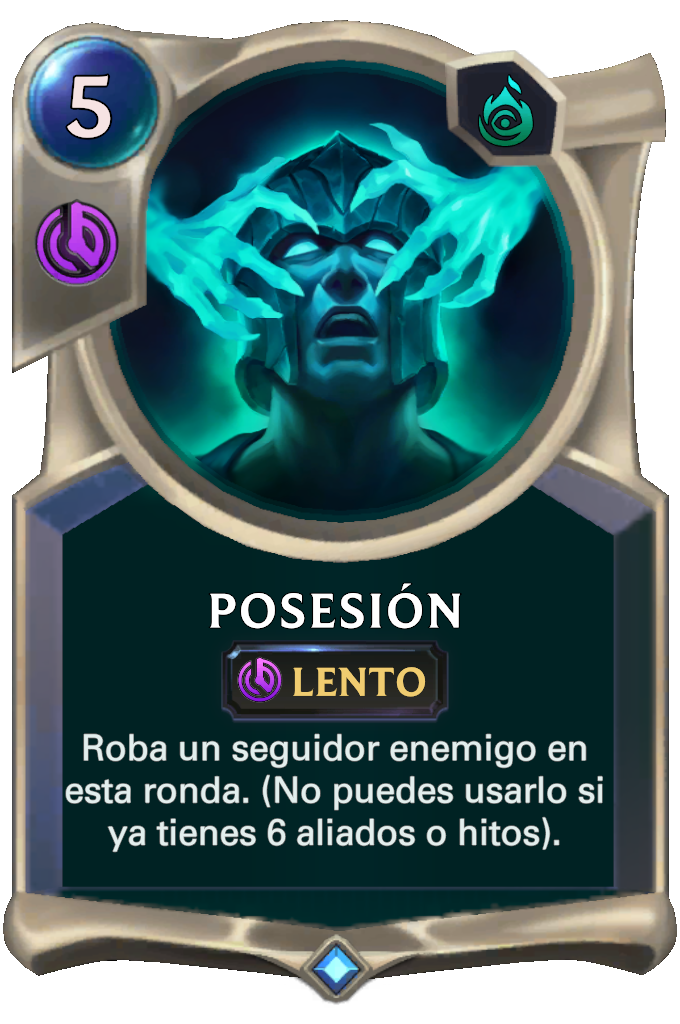 5
POSESIÓN
LENTO
Roba un seguidor enemigo en
esta ronda. (No puedes usarlo si
ya tienes 6 aliados o hitos).